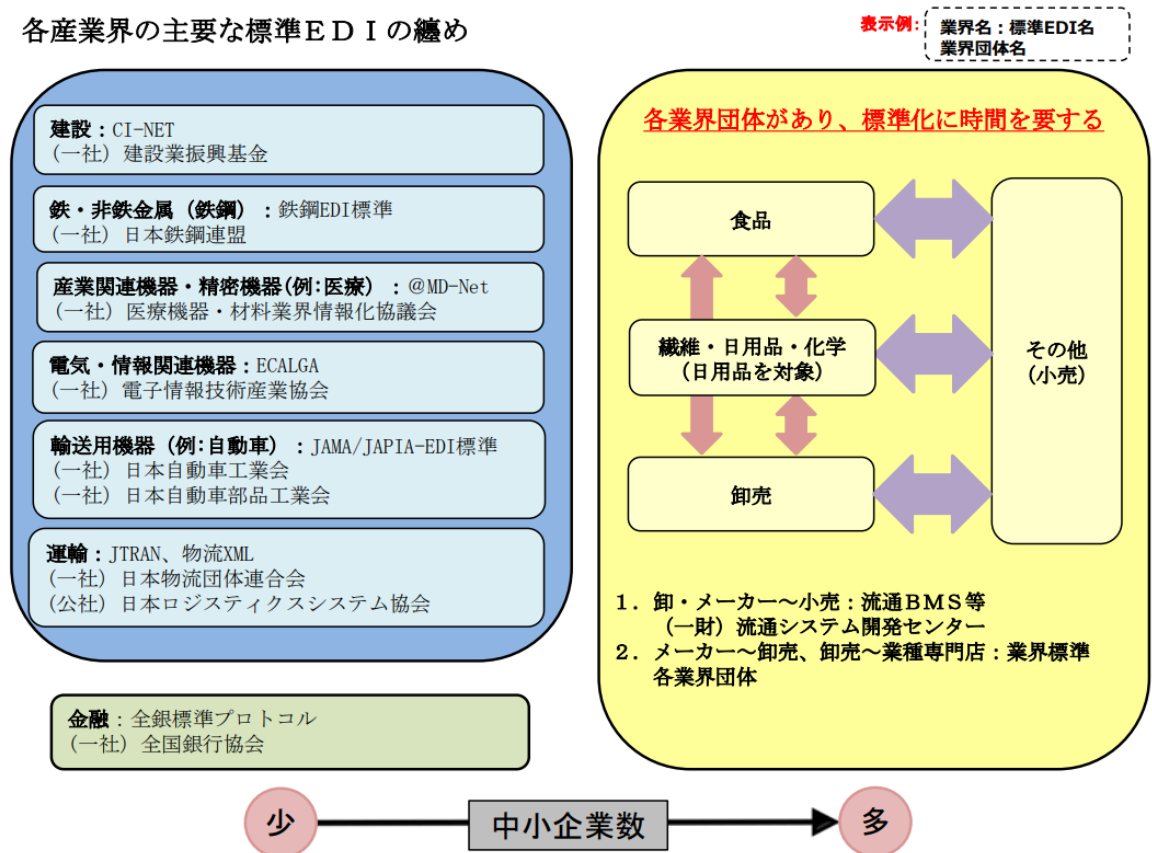 各産業界の主要な標準ＥＤＩの纏め
表示例：
業界名：標準EDI名
業界団体名
建設：CI-NET
(一社) 建設業振興基金
鉄・非鉄金属 (鉄鋼) ：鉄鋼EDI標準
(一社) 日本鉄鋼連盟
産業関連機器・精密機器(例:医療) ：＠MD-Net
(一社) 医療機器・材料業界情報化協議会
電気・情報関連機器：ECALGA
(一社) 電子情報技術産業協会
輸送用機器 (例:自動車) ：JAMA/JAPIA-EDI標準
(一社) 日本自動車工業会
(一社) 日本自動車部品工業会
運輸：JTRAN、物流XML
(一社) 日本物流団体連合会
(公社) 日本ロジスティクスシステム協会
金融：全銀標準プロトコル
(一社) 全国銀行協会
各業界団体があり、標準化に時間を要する
食品
繊維・日用品・化学
(日用品を対象)
卸売
その他
(小売)
１．卸・メーカー～小売：流通ＢＭＳ等
(一財) 流通システム開発センター
２．メーカー～卸売、卸売～業種専門店：業界標準
各業界団体
少
中小企業数
多